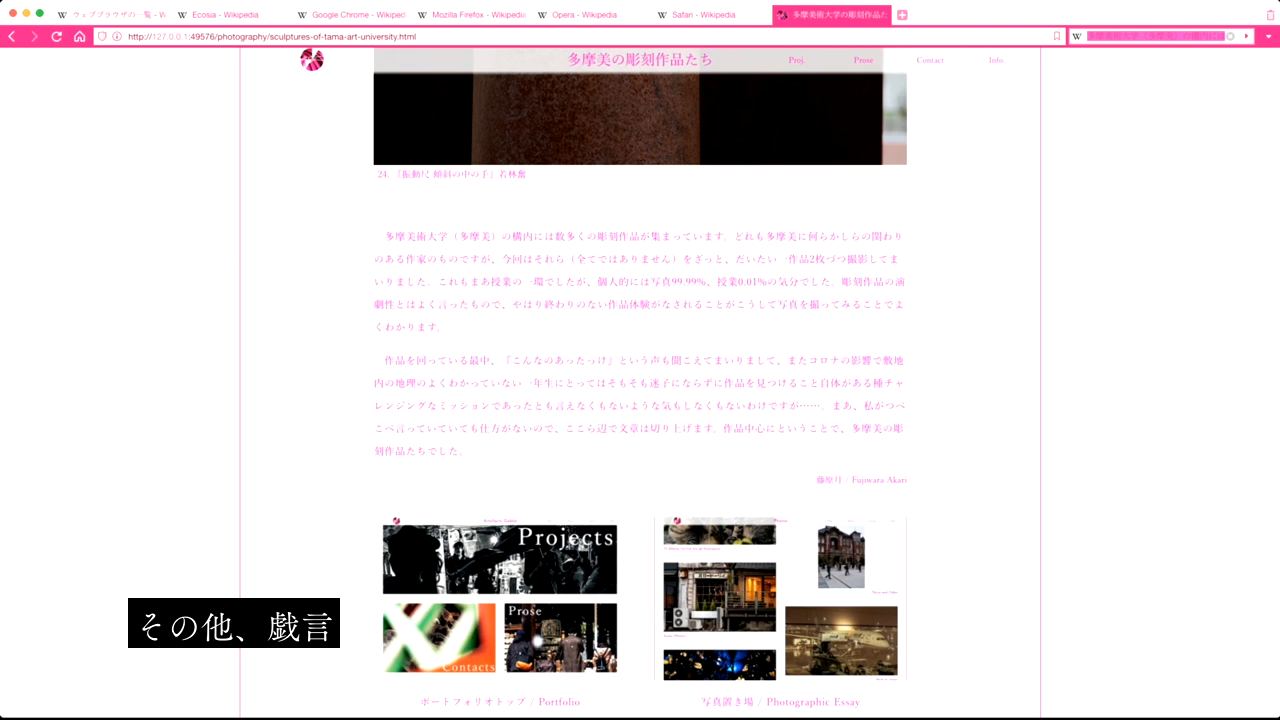 ウェブブラウザの一覧 - W
Ecosia - Wikipedia
Google Chrome - Wikipedi
Mozilla Firefox - Wikipedia
Opera - Wikipedia
Safari - Wikipedia
多摩美術大学の彫刻作品た
http://127.0.0.1:49576/photography/sculptures-of-tama-art-university.html
多摩美術大学（多摩美）の構内には
多摩美の彫刻作品たち
Proj.
Prose
Contact
Info.
24. 「振動尺 傾斜の中の手」若林奮
多摩美術大学（多摩美）の構内には数多くの彫刻作品が集まっています。どれも多摩美に何らかしらの関わり
のある作家のものですが、今回はそれら（全てではありません）をざっと、だいたい一作品2枚づつ撮影してま
いりました。これもまあ授業の一環でしたが、個人的には写真99.99%、授業0.01%の気分でした。彫刻作品の演
劇性とはよく言ったもので、やはり終わりのない作品体験がなされることがこうして写真を撮ってみることでよ
くわかります。
作品を回っている最中、「こんなのあったっけ」という声も聞こえてまいりまして、またコロナの影響で敷地
内の地理のよくわかっていない一年生にとってはそもそも迷子にならずに作品を見つけること自体がある種チャ
レンジングなミッションであったとも言えなくもないような気もしなくもないわけですが……。まあ、私がつべ
こべ言っていていても仕方がないので、ここら辺で文章は切り上げます。作品中心にということで、多摩美の彫
刻作品たちでした。
藤原月 / Fujiwara Akari
Projects
Prose
Contacts
その他、戯言
ポートフォリオトップ / Portfolio
写真置き場 / Photographic Essay